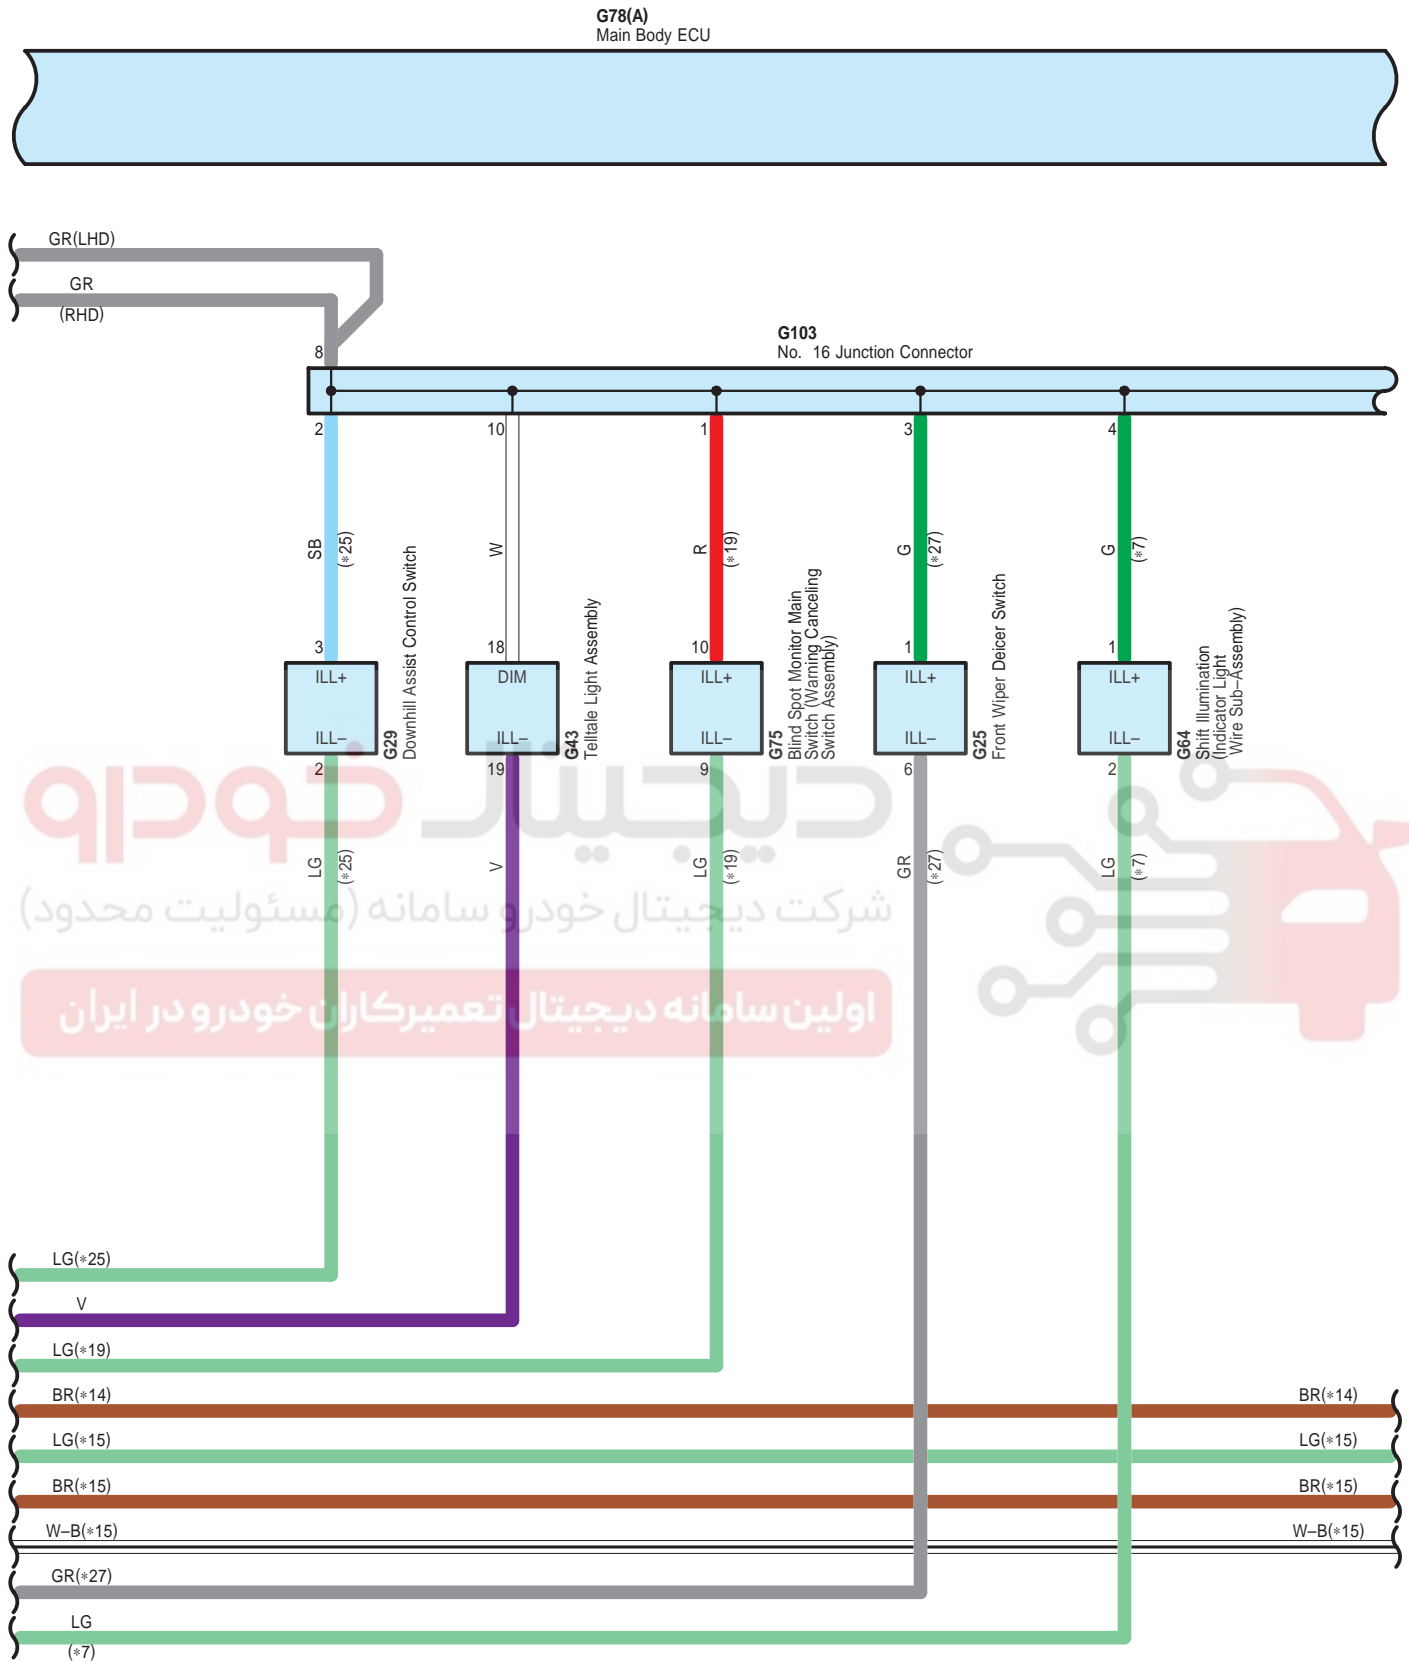 G78(A)
Main Body ECU
GR(LHD)
GR
(RHD)
G103
No. 16 Junction Connector
8
2
10
1
3
4
SB
(*25)
W
R
(*19)
G
(*27)
G
(*7)
3
18
10
1
1
ILL+
DIM
ILL+
ILL+
ILL+
ILL–
ILL–
ILL–
ILL–
ILL–
G29
Downhill Assist Control Switch
G43
Telltale Light Assembly
G75
Blind Spot Monitor Main
Switch (Warning Canceling
Switch Assembly)
G25
Front Wiper Deicer Switch
G64
Shift Illumination
(Indicator Light
Wire Sub–Assembly)
2
19
9
6
2
دیجیتال خودرو
LG
(*25)
V
LG
(*19)
GR
(*27)
LG
(*7)
شرکت دیجیتال خودرو سامانه (مسئولیت محدود)
اولین سامانه دیجیتال تعمیرکاران خودرو در ایران
LG(*25)
V
LG(*19)
BR(*14)
BR(*14)
LG(*15)
LG(*15)
BR(*15)
BR(*15)
W–B(*15)
W–B(*15)
GR(*27)
LG
(*7)